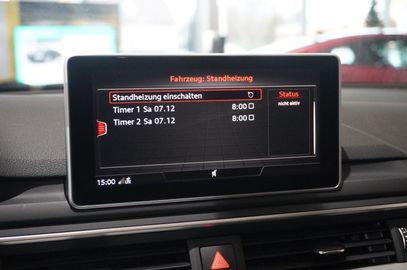 Fahrzeug: Standheizung
Standheizung einschalten
Status
nicht aktiv
Timer 1 Sa 07.12 8:00
Timer 2 Sa 07.12 8:00
15:00